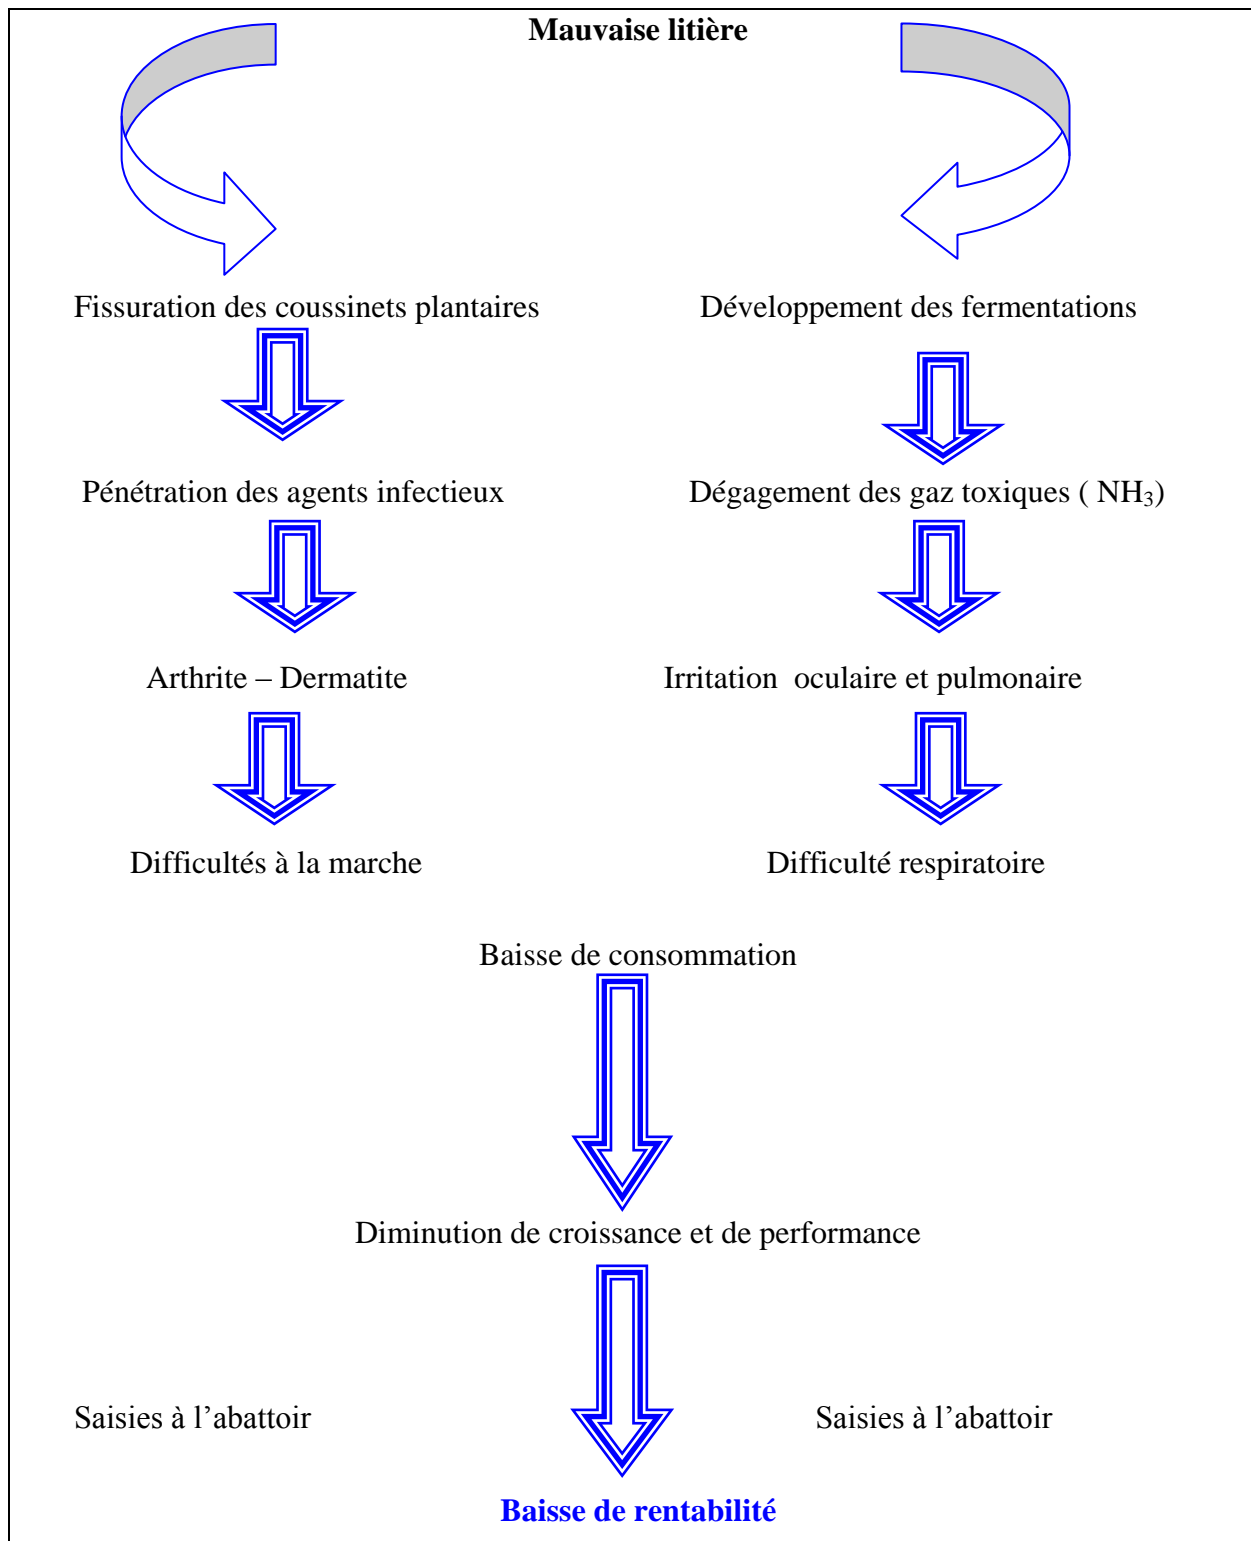 Mauvaise litière
Fissuration des coussinets plantaires
Développement des fermentations
Pénétration des agents infectieux
Dégagement des gaz toxiques ( NH₃)
Arthrite – Dermatite
Irritation  oculaire et pulmonaire
Difficultés à la marche
Difficulté respiratoire
Baisse de consommation
Diminution de croissance et de performance
Saisies à l’abattoir
Saisies à l’abattoir
Baisse de rentabilité